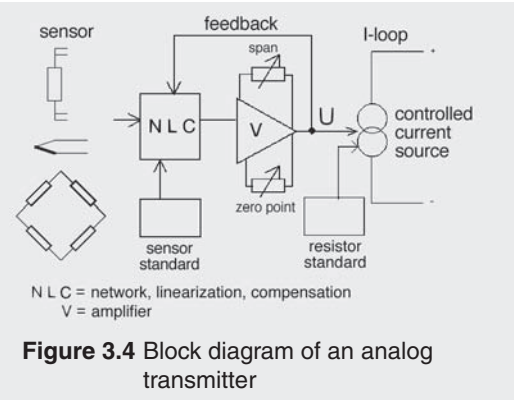 sensor
feedback
I-loop
span
+
N L C
V
U
controlled
current
source
zero point
-
sensor
standard
resistor
standard
N L C = network, linearization, compensation
V = amplifier
Figure 3.4 Block diagram of an analog
transmitter